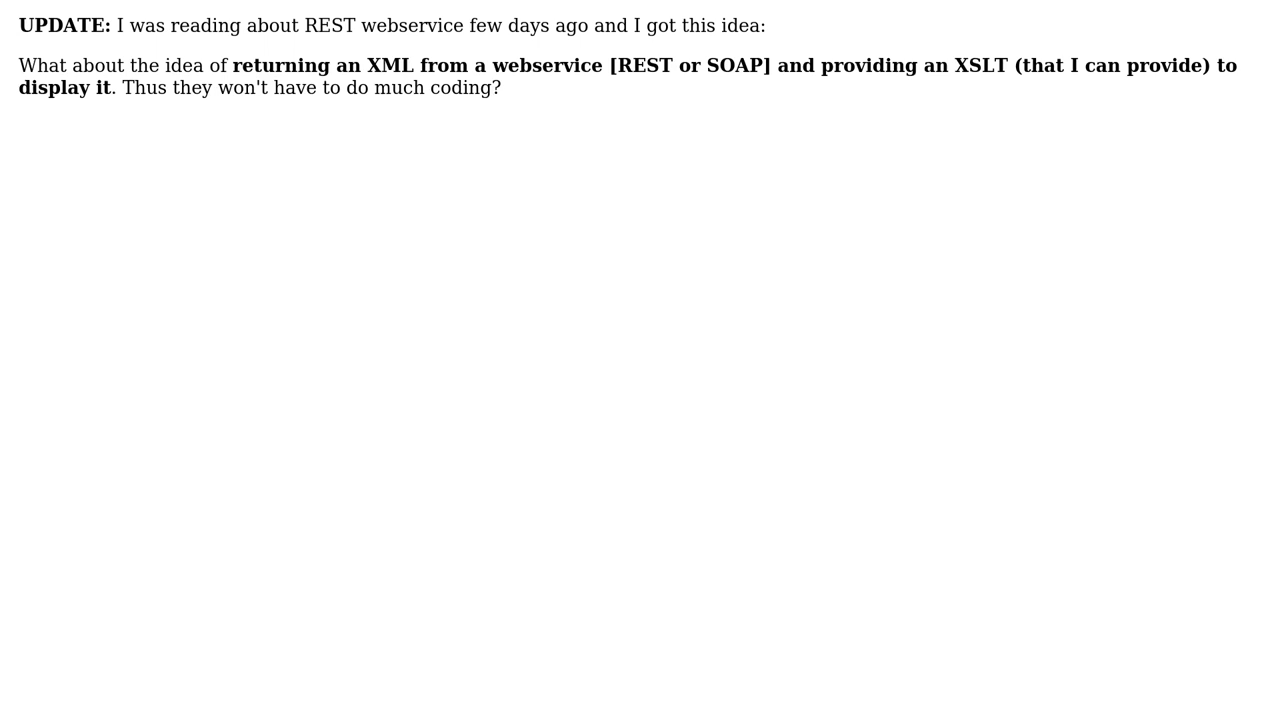 UPDATE: I was reading about REST webservice few days ago and I got this idea:
What about the idea of returning an XML from a webservice [REST or SOAP] and providing an XSLT (that I can provide) to
display it. Thus they won't have to do much coding?